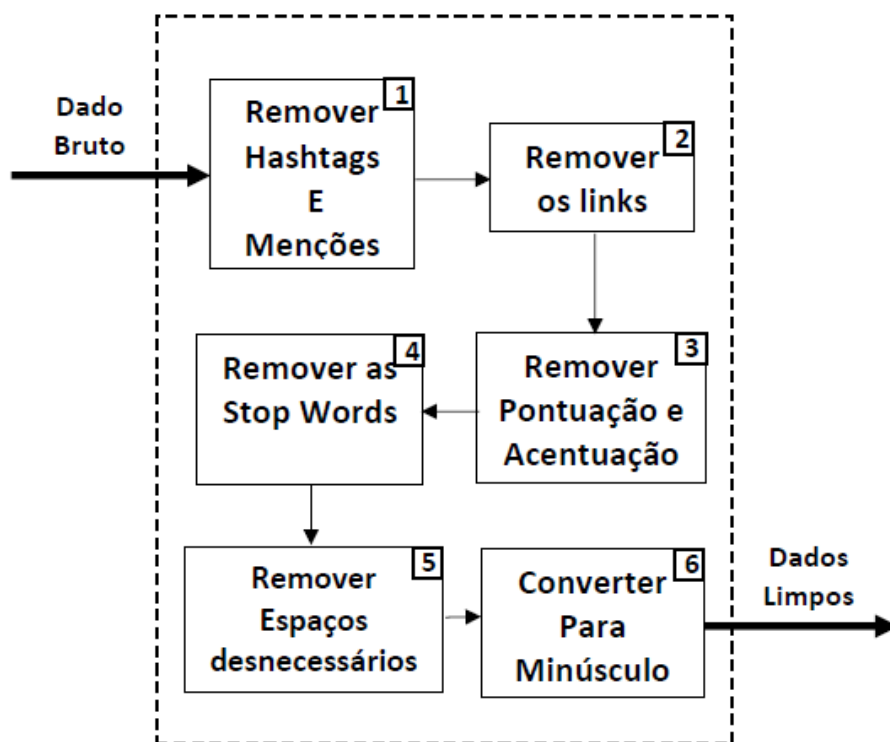 Dado
Bruto
1
Remover
Hashtags
E
Menções
2
Remover
os links
3
Remover
Pontuação e
Acentuação
4
Remover as
Stop Words
5
Remover
Espaços
desnecessários
6
Converter
Para
Minúsculo
Dados
Limpos